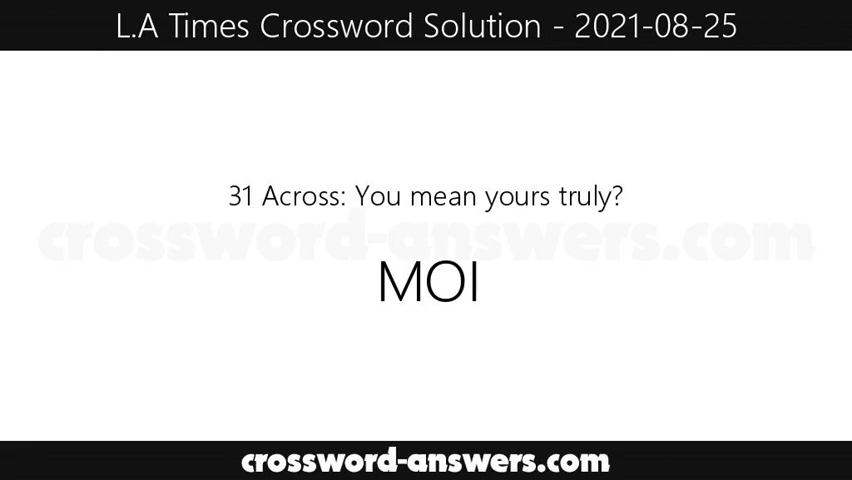 L.A Times Crossword Solution - 2021-08-25
31 Across: You mean yours truly?
crossword-answers.com
MOI
crossword-answers.com